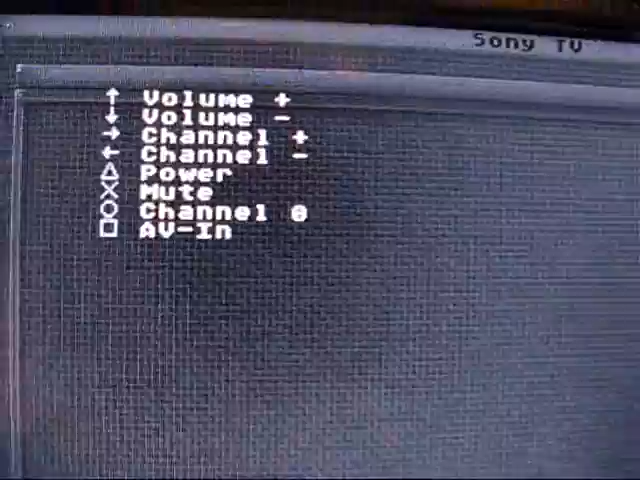 Sony TV
↑ Volume +
↓ Volume -
→ Channel +
← Channel -
△ Power
✕ Mute
○ Channel 0
□ AV-In